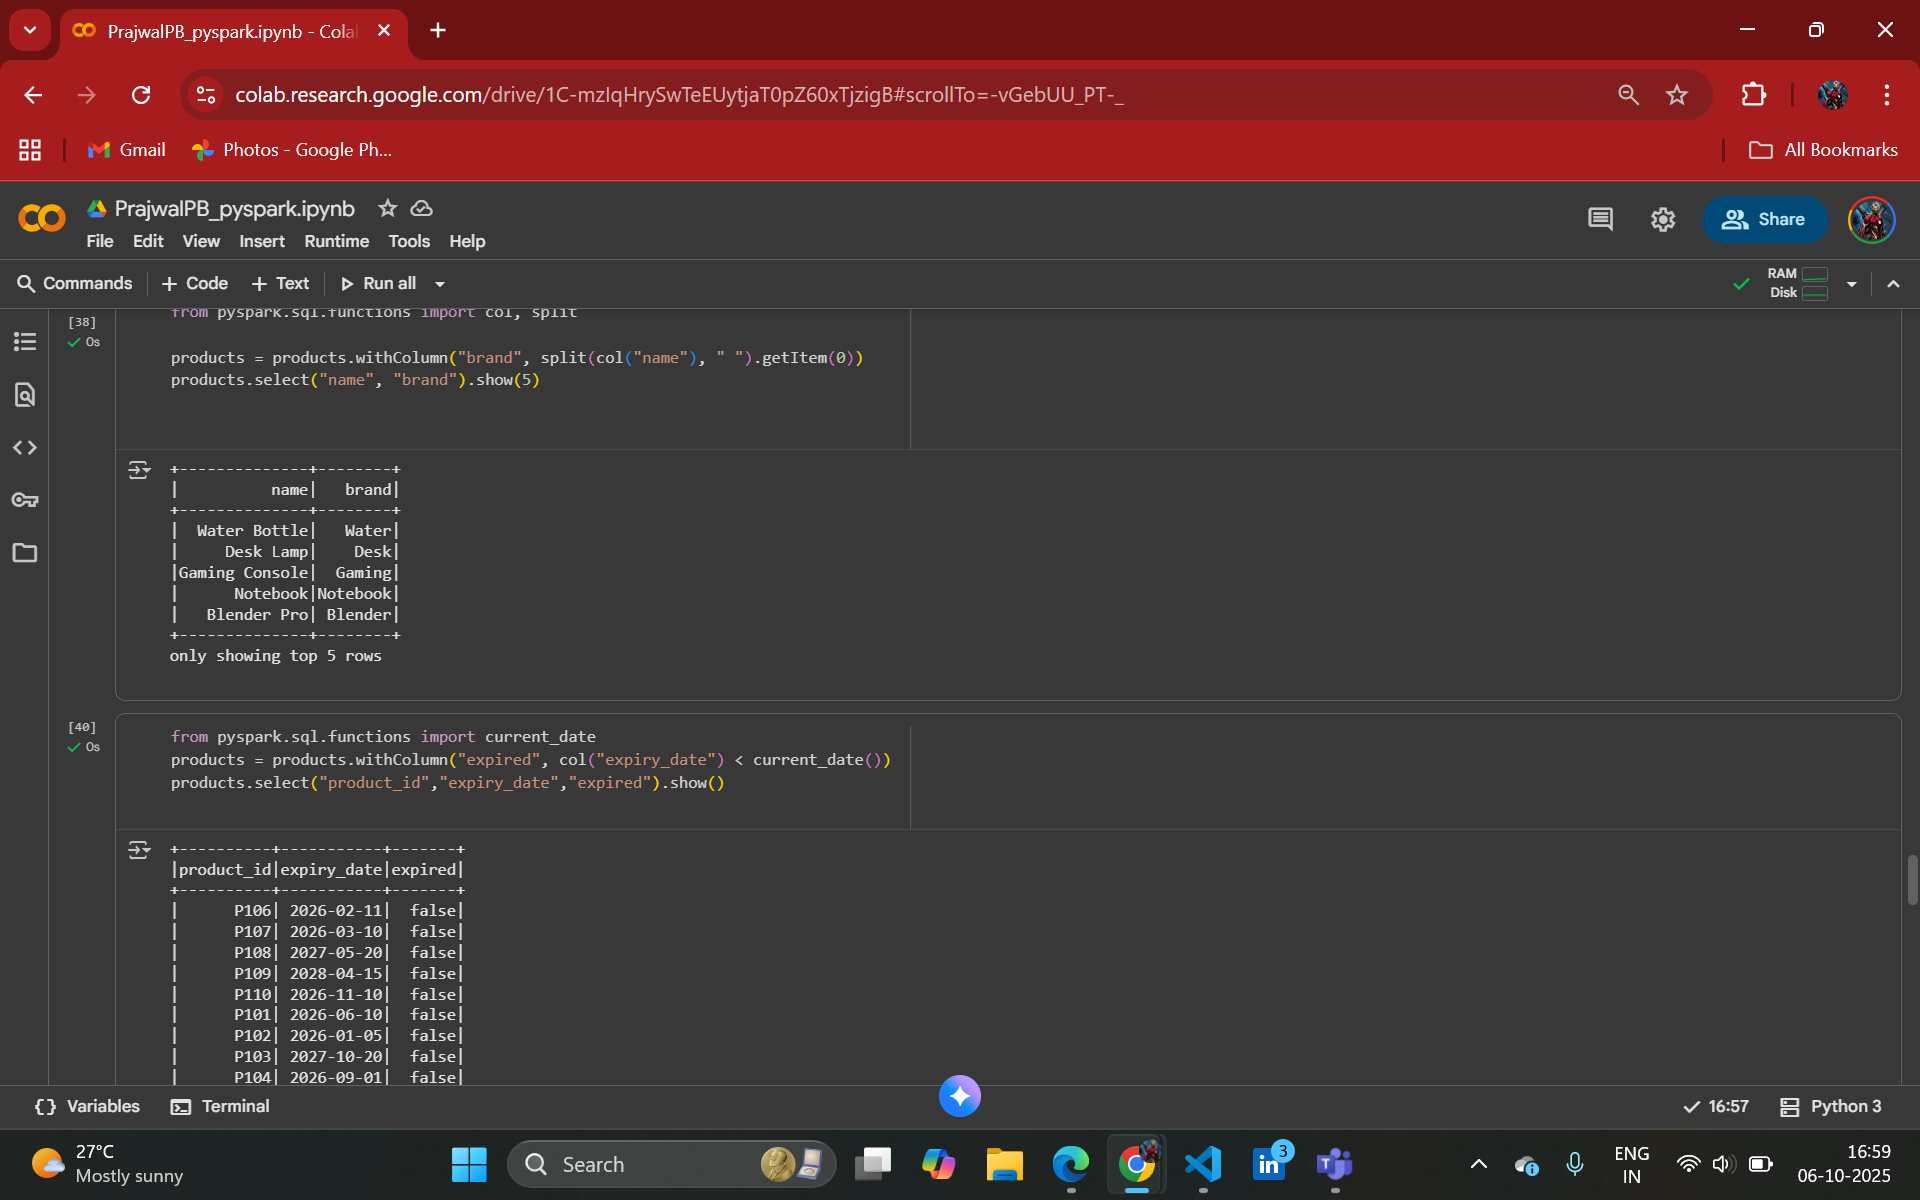 PrajwalPB_pyspark.ipynb - Cola
colab.research.google.com/drive/1C-mzIqHrySwTeEUytjaT0pZ60xTjzigB#scrollTo=-vGebUU_PT-_
Gmail
Photos - Google Ph...
All Bookmarks
CO PrajwalPB_pyspark.ipynb
File Edit View Insert Runtime Tools Help
Share
Commands + Code + Text Run all
RAM
Disk
[38]
0s
from pyspark.sql.functions import col, split
products = products.withColumn("brand", split(col("name"), " ").getItem(0))
products.select("name", "brand").show(5)
+--------------+--------+
|          name|   brand|
+--------------+--------+
|  Water Bottle|   Water|
|     Desk Lamp|    Desk|
|Gaming Console|  Gaming|
|      Notebook|Notebook|
|   Blender Pro| Blender|
+--------------+--------+
only showing top 5 rows
[40]
0s
from pyspark.sql.functions import current_date
products = products.withColumn("expired", col("expiry_date") < current_date())
products.select("product_id","expiry_date","expired").show()
+----------+-----------+-------+
|product_id|expiry_date|expired|
+----------+-----------+-------+
|      P106| 2026-02-11|  false|
|      P107| 2026-03-10|  false|
|      P108| 2027-05-20|  false|
|      P109| 2028-04-15|  false|
|      P110| 2026-11-10|  false|
|      P101| 2026-06-10|  false|
|      P102| 2026-01-05|  false|
|      P103| 2027-10-20|  false|
|      P104| 2026-09-01|  false|
{} Variables
Terminal
16:57
Python 3
27°C
Mostly sunny
Search
3
ENG
IN
16:59
06-10-2025